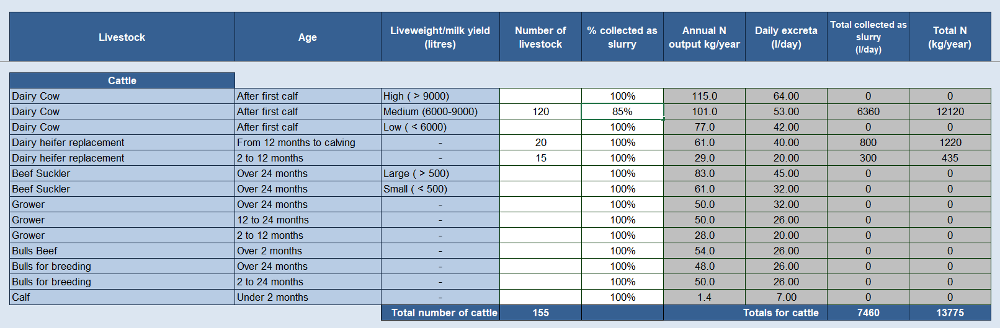 Livestock Age Liveweight/milk yield (litres) Number of livestock % collected as slurry Annual N output kg/year Daily excreta (l/day) Total collected as slurry (l/day) Total N (kg/year)
Cattle
Dairy Cow After first calf High ( > 9000) 100% 115.0 64.00 0 0
Dairy Cow After first calf Medium (6000-9000) 120 85% 101.0 53.00 6360 12120
Dairy Cow After first calf Low ( < 6000) 100% 77.0 42.00 0 0
Dairy heifer replacement From 12 months to calving - 20 100% 61.0 40.00 800 1220
Dairy heifer replacement 2 to 12 months - 15 100% 29.0 20.00 300 435
Beef Suckler Over 24 months Large ( > 500) 100% 83.0 45.00 0 0
Beef Suckler Over 24 months Small ( < 500) 100% 61.0 32.00 0 0
Grower Over 24 months - 100% 50.0 32.00 0 0
Grower 12 to 24 months - 100% 50.0 26.00 0 0
Grower 2 to 12 months - 100% 28.0 20.00 0 0
Bulls Beef Over 2 months - 100% 54.0 26.00 0 0
Bulls for breeding Over 24 months - 100% 48.0 26.00 0 0
Bulls for breeding 2 to 24 months - 100% 50.0 26.00 0 0
Calf Under 2 months - 100% 1.4 7.00 0 0
Total number of cattle 155 Totals for cattle 7460 13775